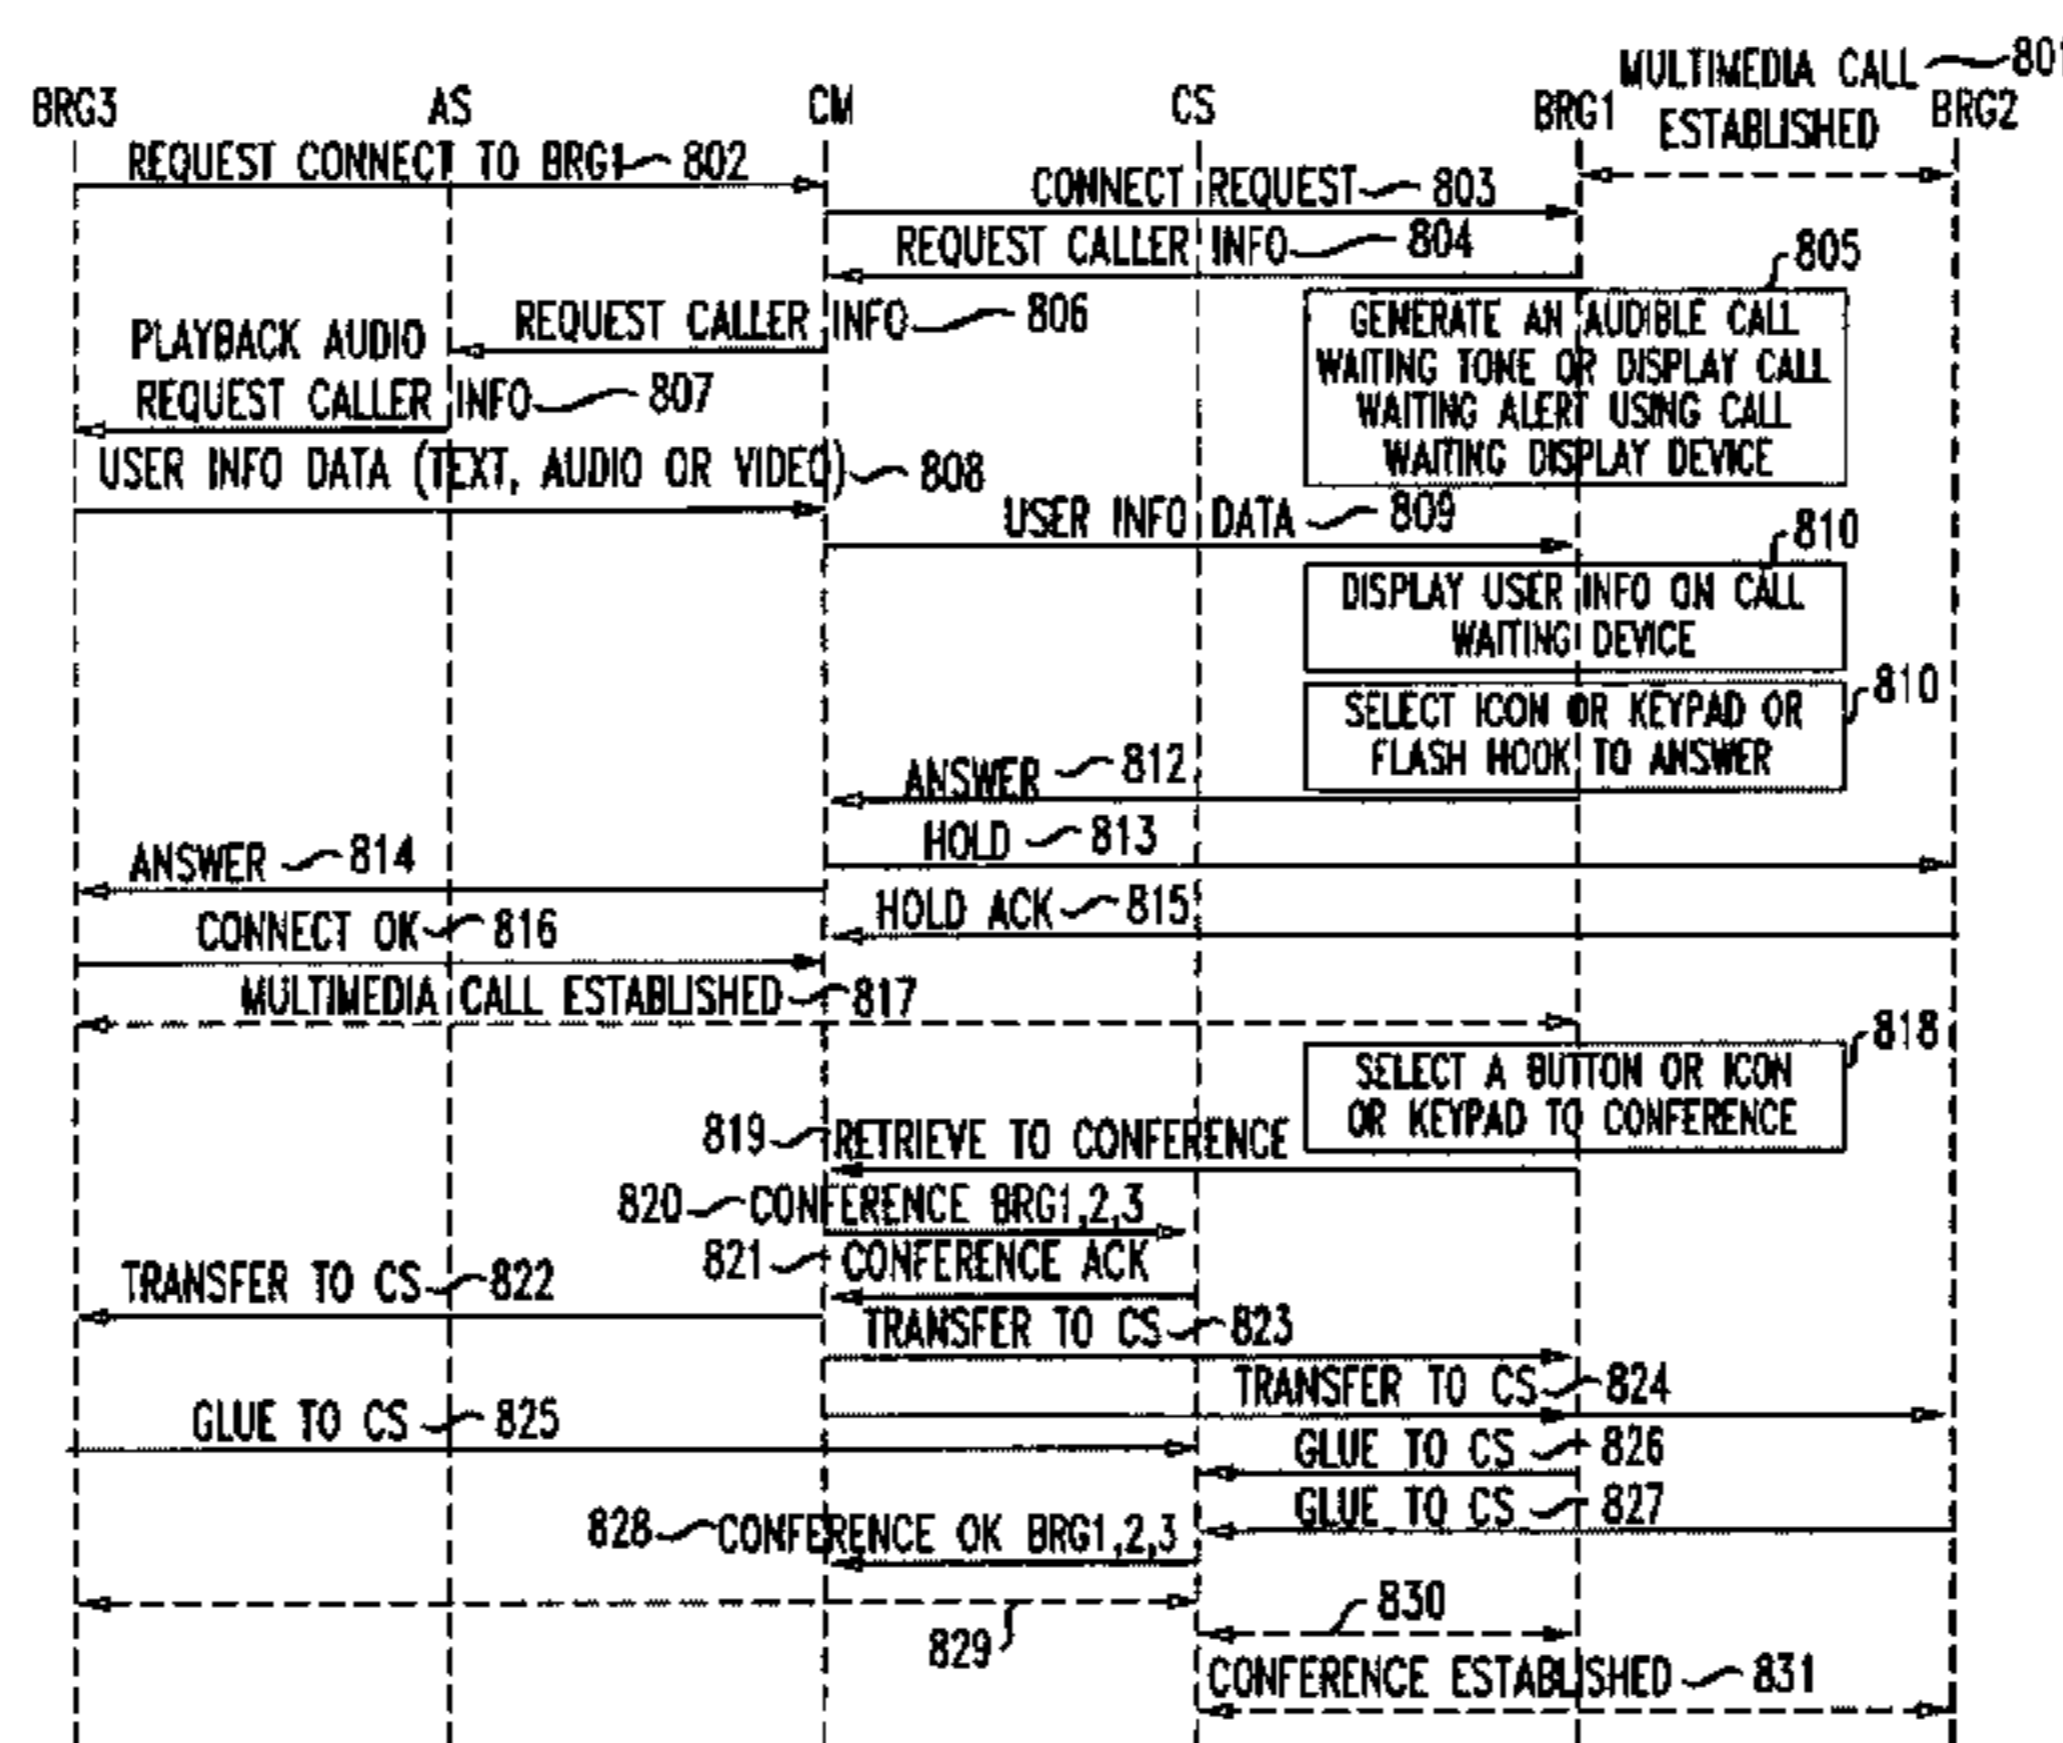 MULTIMEDIA CALL 801
ESTABLISHED
BRG3 AS CM CS BRG1 BRG2
REQUEST CONNECT TO BRG1 802
CONNECT REQUEST 803
REQUEST CALLER INFO 804
805
GENERATE AN AUDIBLE CALL
WAITING TONE OR DISPLAY CALL
WAITING ALERT USING CALL
WAITING DISPLAY DEVICE
REQUEST CALLER INFO 806
PLAYBACK AUDIO
REQUEST CALLER INFO 807
USER INFO DATA (TEXT, AUDIO OR VIDEO) 808
USER INFO DATA 809
810
DISPLAY USER INFO ON CALL
WAITING DEVICE
810
SELECT ICON OR KEYPAD OR
FLASH HOOK TO ANSWER
ANSWER 812
HOLD 813
ANSWER 814
HOLD ACK 815
CONNECT OK 816
MULTIMEDIA CALL ESTABLISHED 817
818
SELECT A BUTTON OR ICON
OR KEYPAD TO CONFERENCE
819 RETRIEVE TO CONFERENCE
820 CONFERENCE BRG1,2,3
821 CONFERENCE ACK
TRANSFER TO CS 822
TRANSFER TO CS 823
TRANSFER TO CS 824
GLUE TO CS 825
GLUE TO CS 826
GLUE TO CS 827
828 CONFERENCE OK BRG1,2,3
829
830
CONFERENCE ESTABLISHED 831